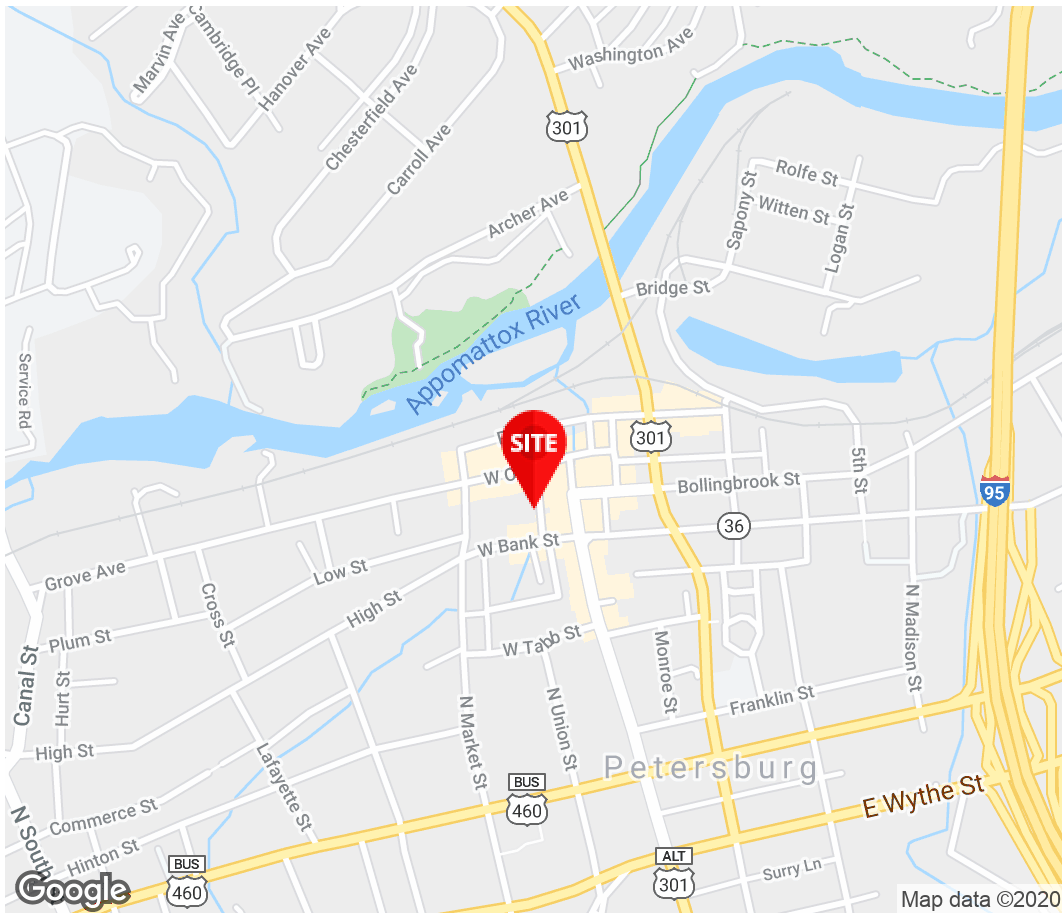 Marvin Ave
Cambridge Pl
Hanover Ave
Chesterfield Ave
Carroll Ave
Washington Ave
301
Archer Ave
Rolfe St
Witten St
Sapony St
Logan St
Bridge St
Appomattox River
Service Rd
SITE
301
W
5th St
Bollingbrook St
95
36
W Bank St
Grove Ave
Low St
High St
Cross St
Plum St
Hurt St
Canal St
W Tabb St
Monroe St
N Madison St
N Market St
N Union St
Franklin St
High St
Lafayette St
Petersburg
BUS
460
E Wythe St
Commerce St
Hinton St
N South
BUS
460
ALT
301
Surry Ln
Google
Map data ©2020